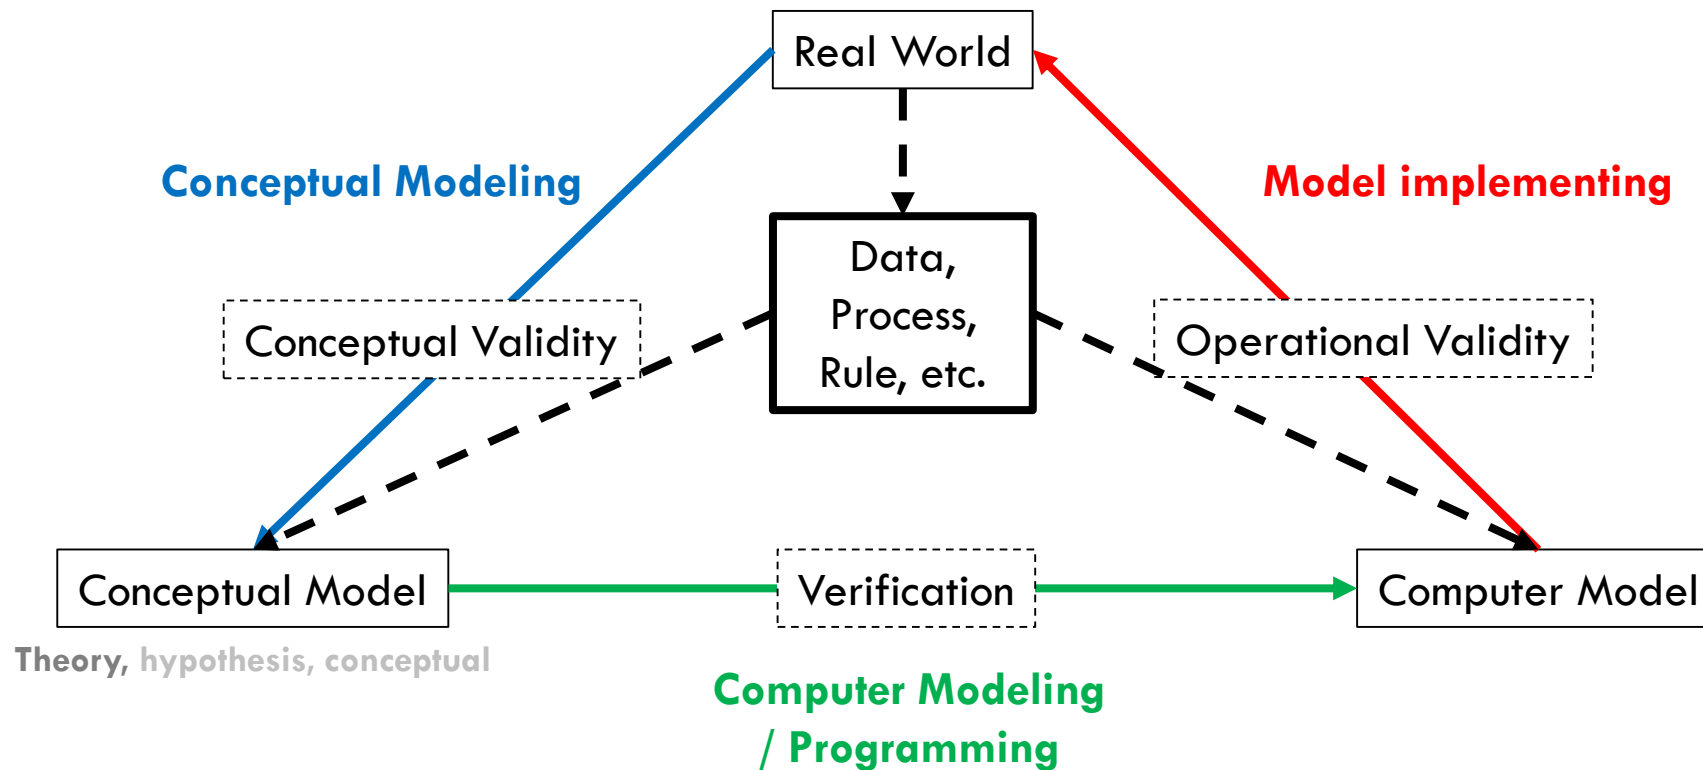 Real World
Conceptual Modeling
Model implementing
Data,
Process,
Rule, etc.
Conceptual Validity
Operational Validity
Conceptual Model
Verification
Computer Model
Theory, hypothesis, conceptual
Computer Modeling
/ Programming